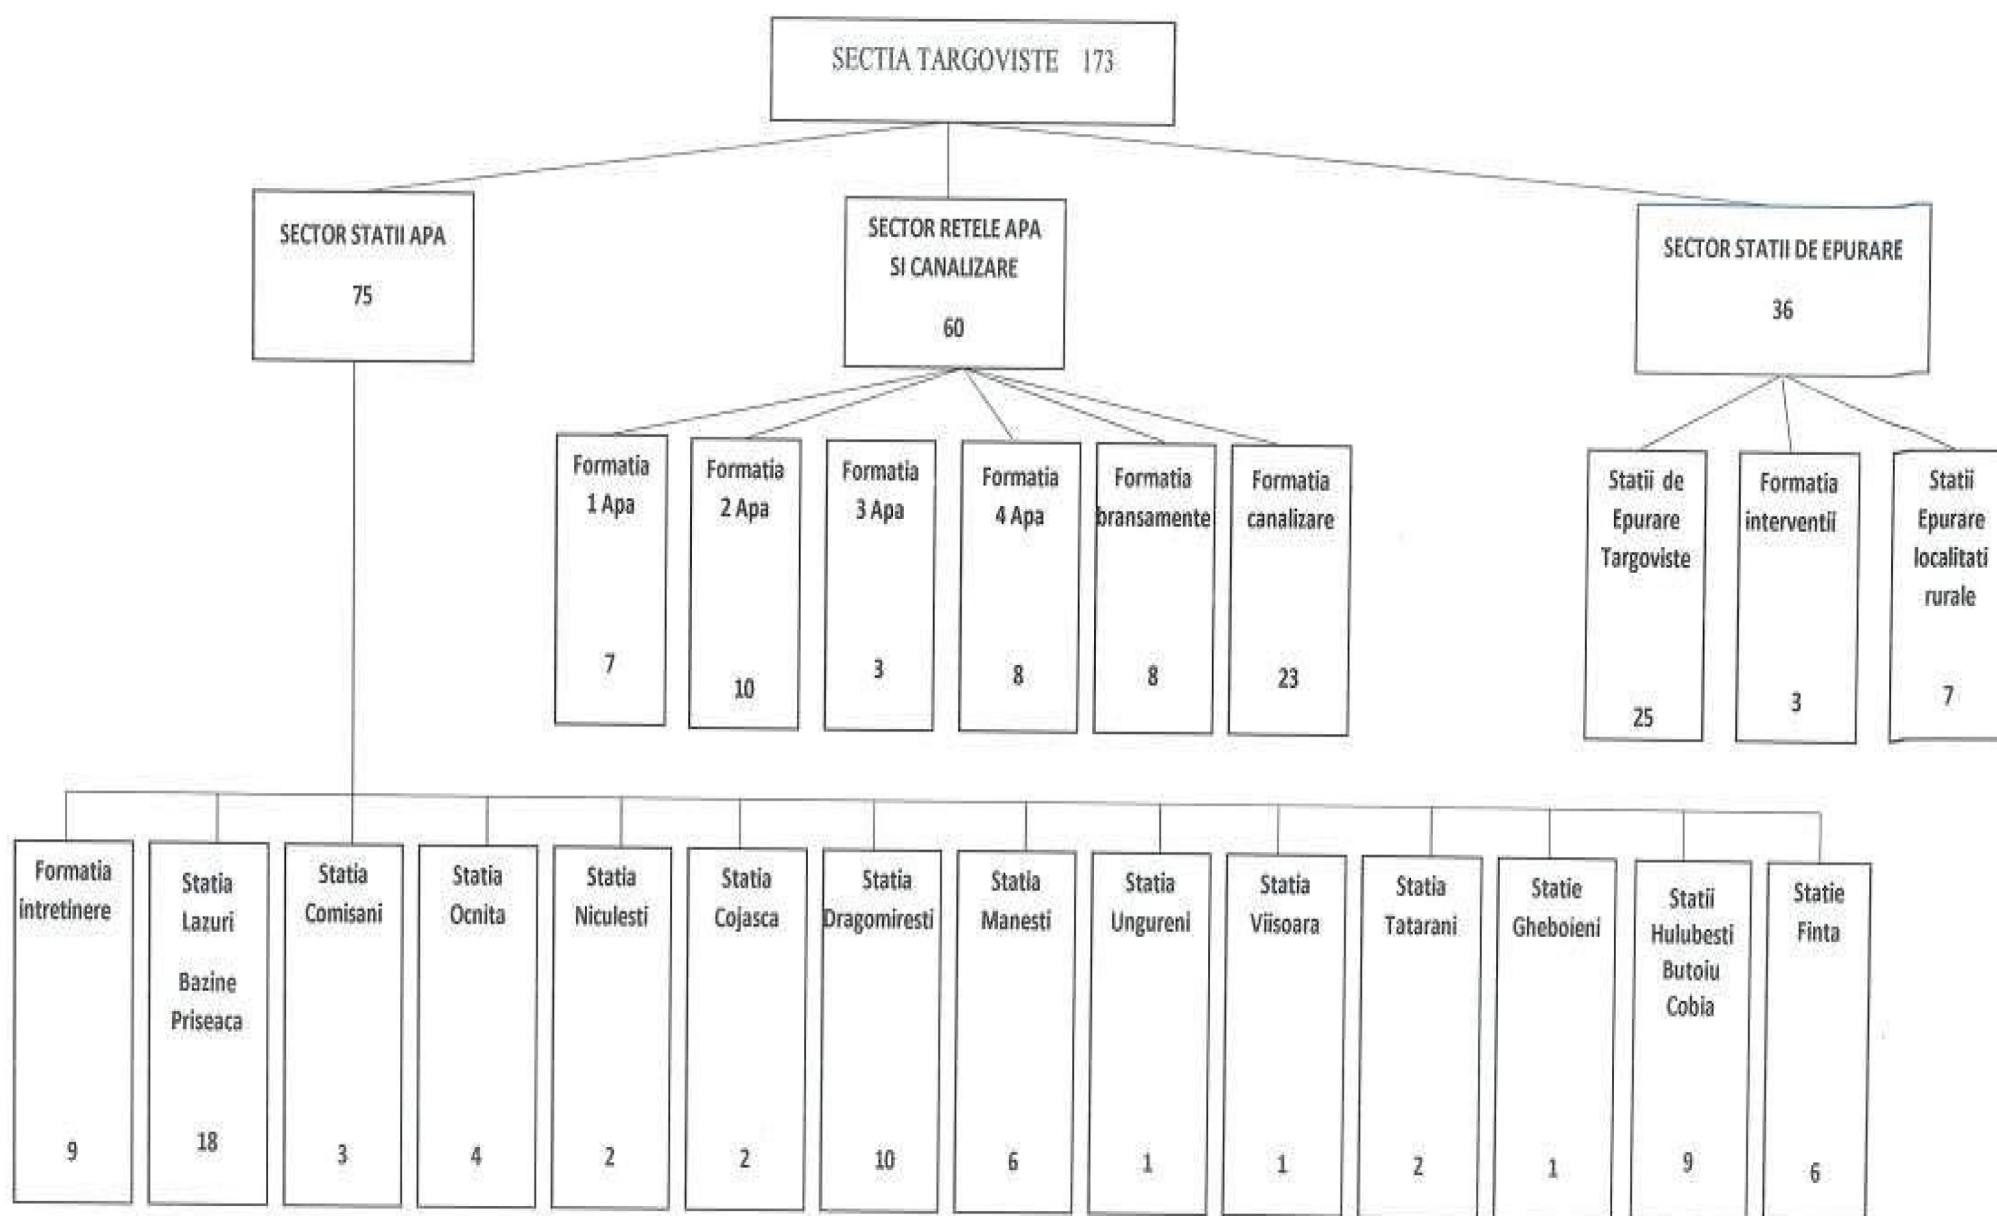 SECTIA TARGOVISTE 173
SECTOR STATII APA
75
SECTOR RETELE APA
SI CANALIZARE
60
SECTOR STATII DE EPURARE
36
Formatia
1 Apa
7
Formatia
2 Apa
10
Formatia
3 Apa
3
Formatia
4 Apa
8
Formatia
bransamente
8
Formatia
canalizare
23
Statii de
Epurare
Targoviste
25
Formatia
interventii
3
Statii
Epurare
localitati
rurale
7
Formatia
intretinere
9
Statia
Lazuri
Bazine
Priseaca
18
Statia
Comisani
3
Statia
Ocnita
4
Statia
Niculesti
2
Statia
Cojasca
2
Statia
Dragomiresti
10
Statia
Manesti
6
Statia
Ungureni
1
Statia
Viisoara
1
Statia
Tatarani
2
Statie
Gheboieni
1
Statii
Hulubesti
Butoiu
Cobia
9
Statie
Finta
6